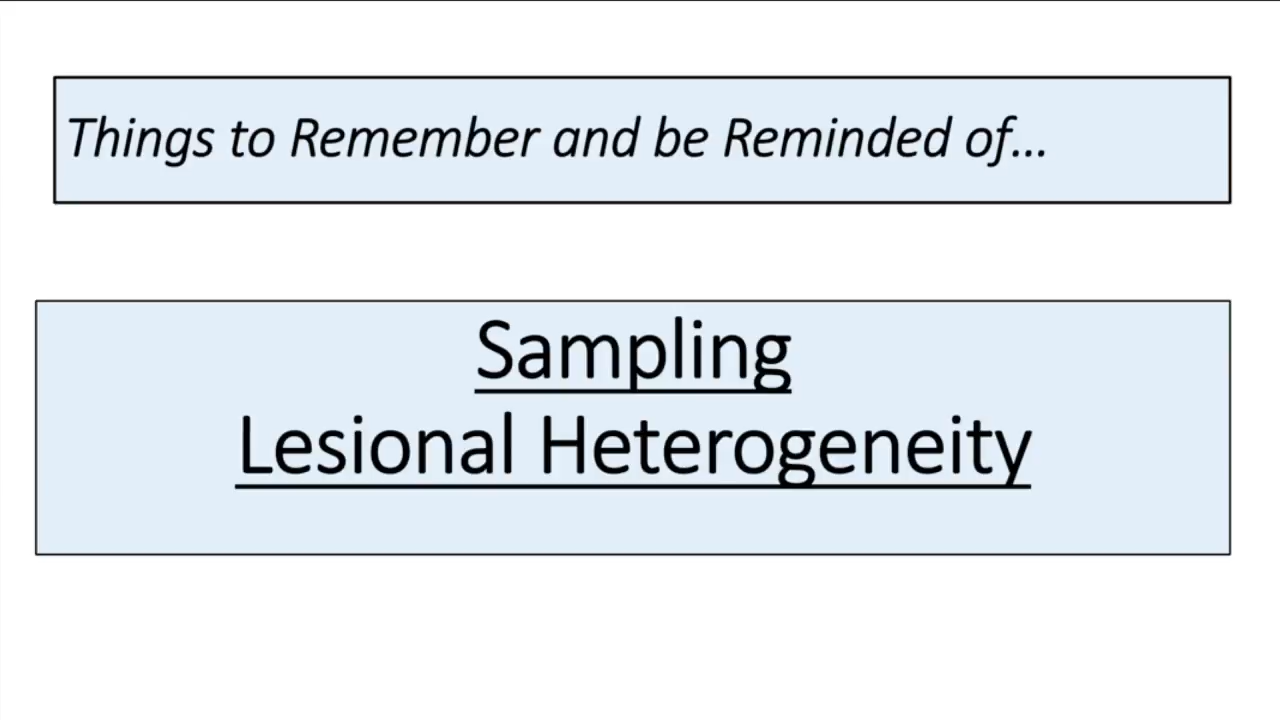 Things to Remember and be Reminded of...
Sampling
Lesional Heterogeneity